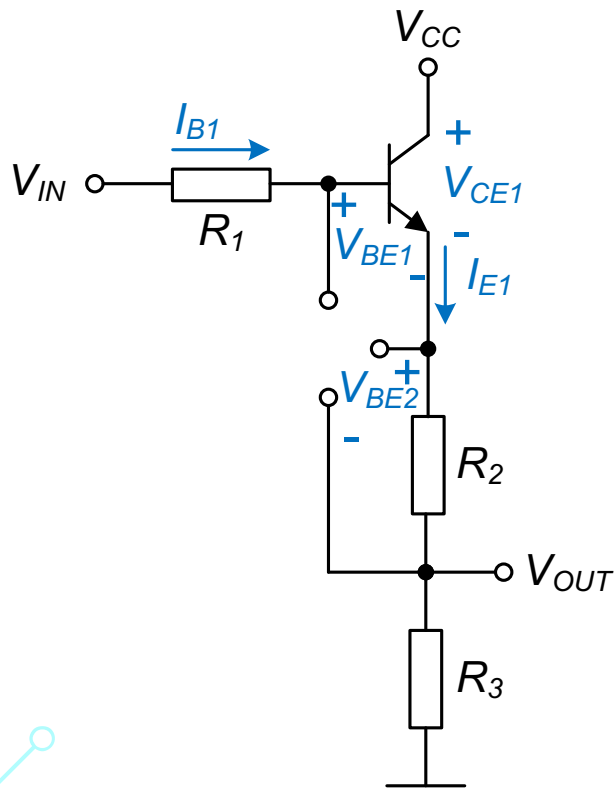 V_CC
I_B1
+
V_IN
V_CE1
R_1
+
-
V_BE1
-
I_E1
+
V_BE2
-
R_2
V_OUT
R_3